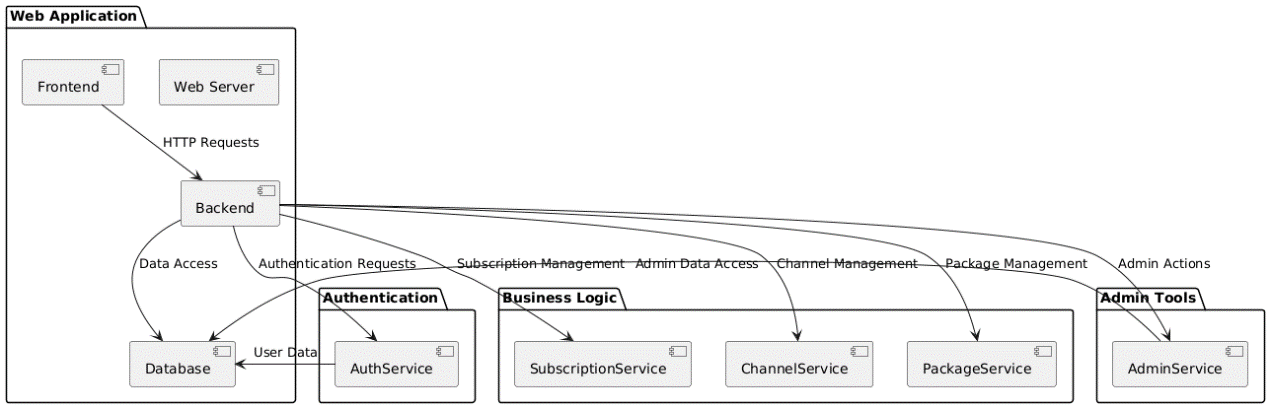 Web Application
Frontend
Web Server
HTTP Requests
Backend
Data Access
Authentication Requests
Subscription Management
Admin Data Access
Channel Management
Package Management
Admin Actions
Authentication
Business Logic
Admin Tools
Database
User Data
AuthService
SubscriptionService
ChannelService
PackageService
AdminService